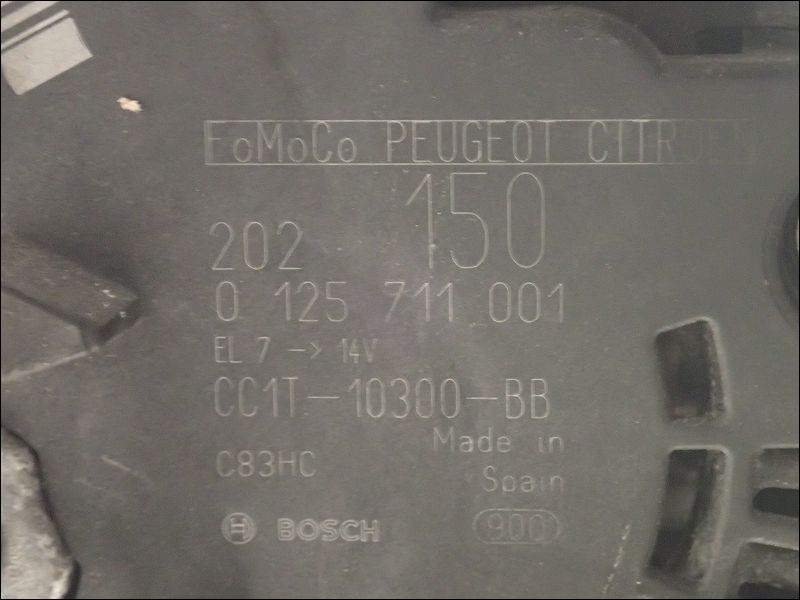 FoMoCo PEUGEOT CITROEN
202 150
0 125 711 001
EL 7 -> 14V
CC1T-10300-BB
Made in
C83HC
Spain
BOSCH 900